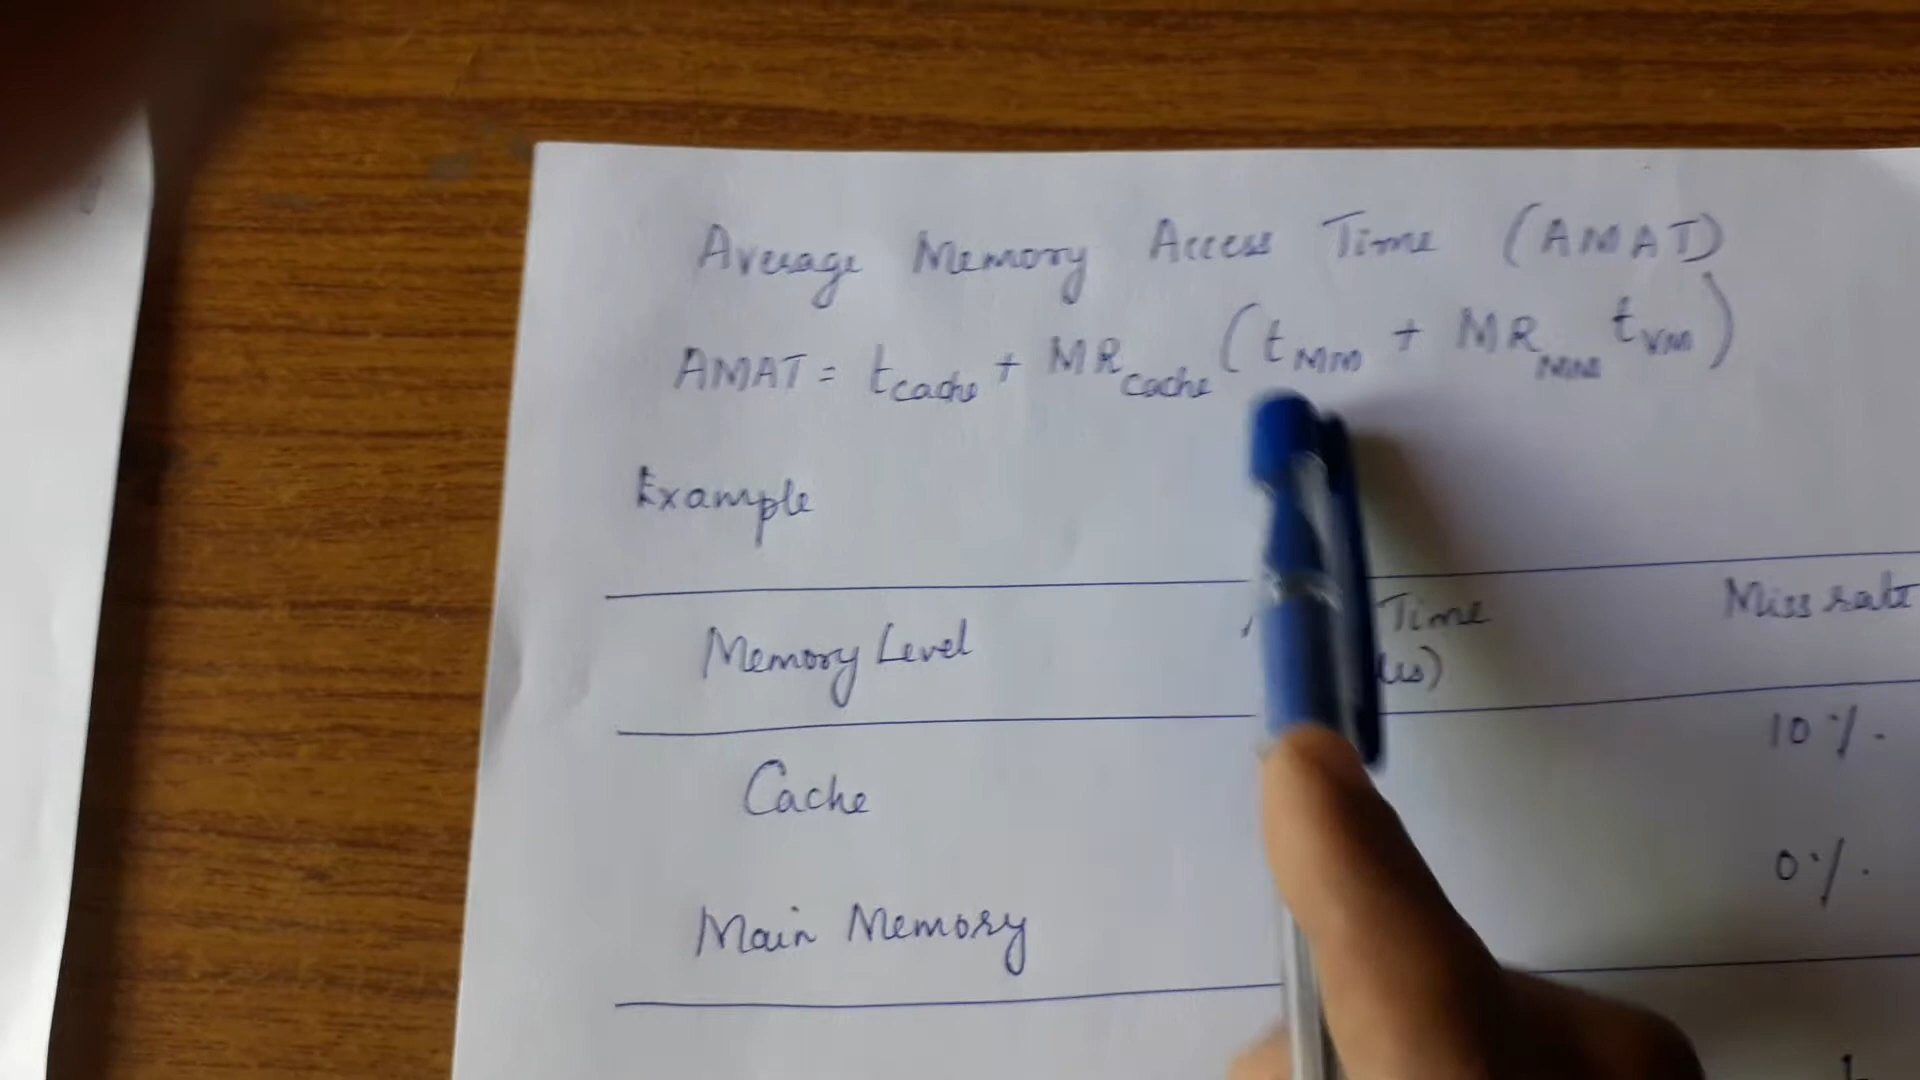 Average Memory Access Time (AMAT)
AMAT = tcache + MRcache (tMM + MRMM tVM)
Example
Memory Level Time Miss rate
Cache 10%.
0%.
Main Memory